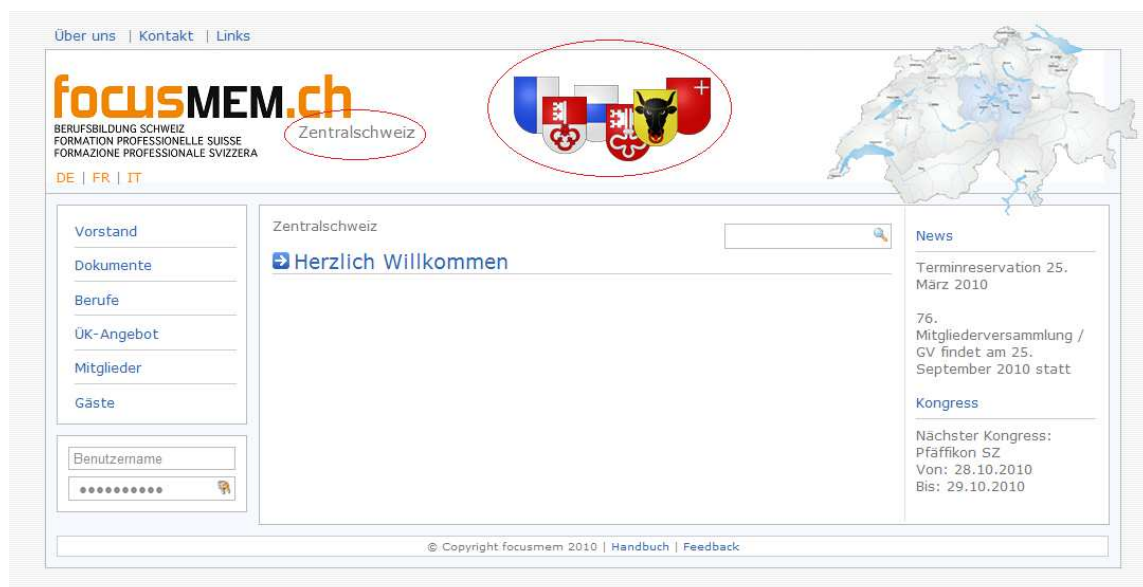 Über uns | Kontakt | Links
focusMEM.ch
BERUFSBILDUNG SCHWEIZ
FORMATION PROFESSIONELLE SUISSE
FORMAZIONE PROFESSIONALE SVIZZERA
Zentralschweiz
DE | FR | IT
Vorstand
Dokumente
Berufe
ÜK-Angebot
Mitglieder
Gäste
Benutzername
Zentralschweiz
Herzlich Willkommen
News
Terminreservation 25.
März 2010
76.
Mitgliederversammlung /
GV findet am 25.
September 2010 statt
Kongress
Nächster Kongress:
Pfäffikon SZ
Von: 28.10.2010
Bis: 29.10.2010
© Copyright focusmem 2010 | Handbuch | Feedback